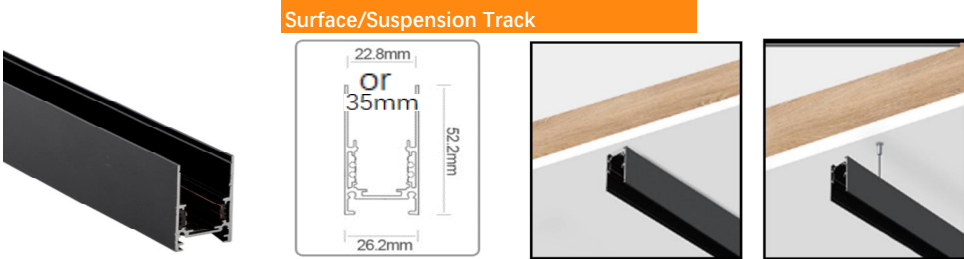 Surface/Suspension Track
22.8mm
or
35mm
52.2mm
26.2mm